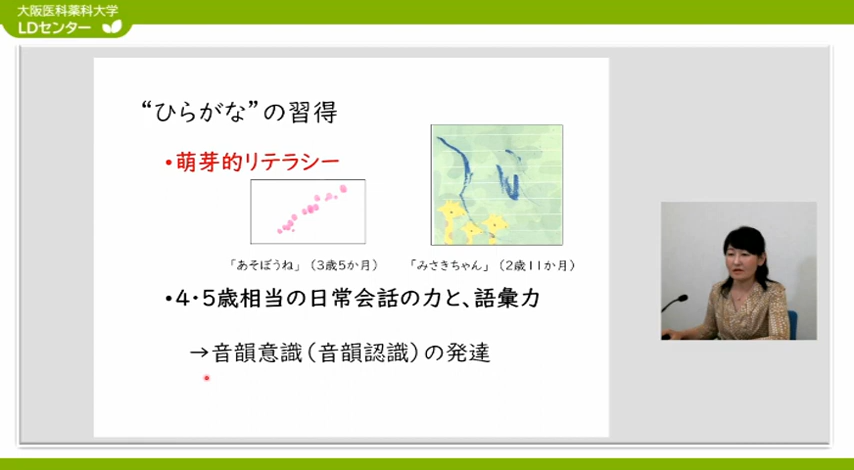 大阪医科薬科大学
LDセンター
“ひらがな”の習得
•萌芽的リテラシー
「あそぼうね」（3歳5か月）
「みさきちゃん」（2歳11か月）
•4・5歳相当の日常会話の力と、語彙力
→音韻意識（音韻認識）の発達